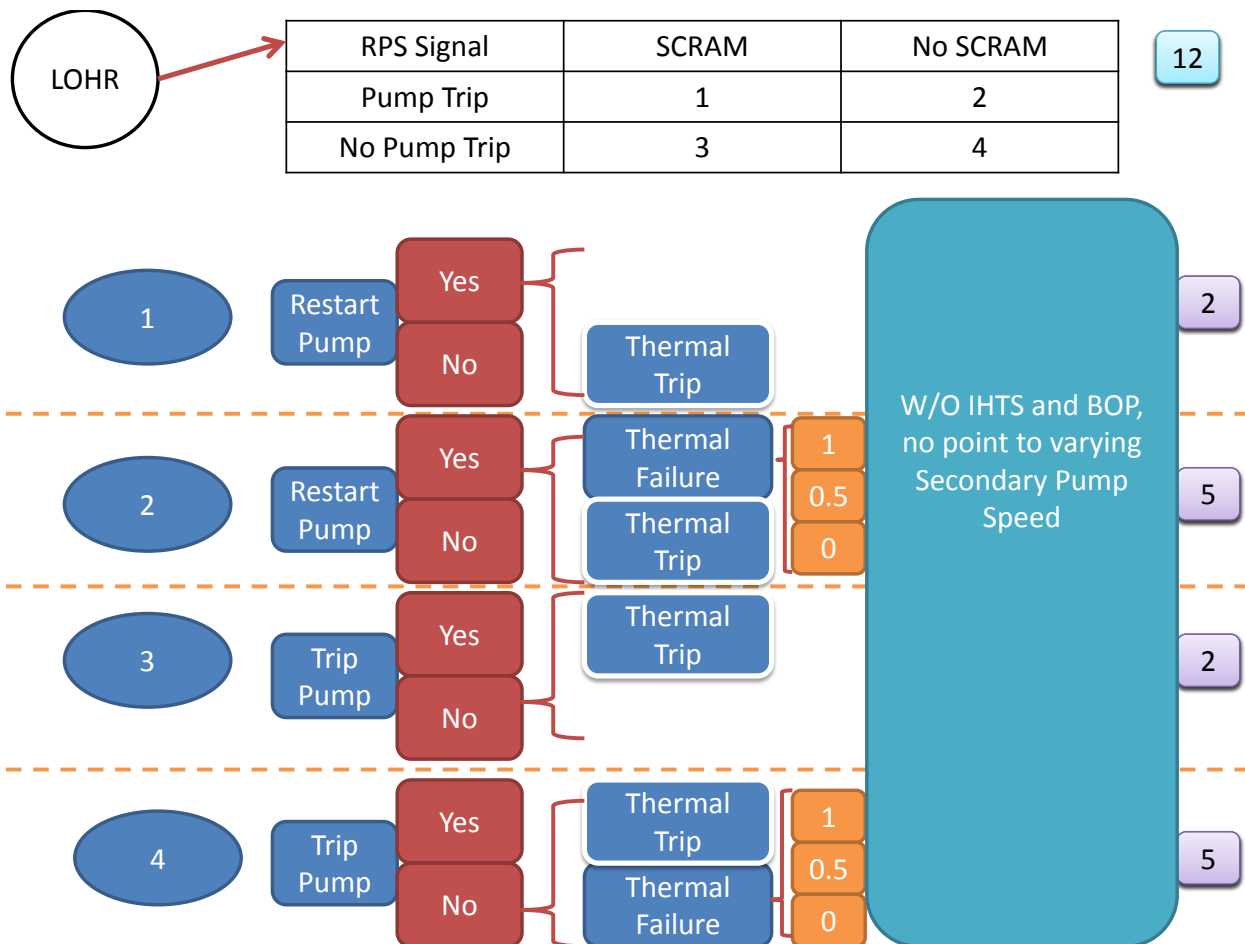 LOHR
RPS Signal SCRAM No SCRAM
Pump Trip 1 2
No Pump Trip 3 4
12
1
Restart
Pump
Yes
No
Thermal
Trip
2
2
Restart
Pump
Yes
No
Thermal
Failure
Thermal
Trip
1
0.5
0
5
3
Trip
Pump
Yes
No
Thermal
Trip
2
4
Trip
Pump
Yes
No
Thermal
Trip
Thermal
Failure
1
0.5
0
5
W/O IHTS and BOP,
no point to varying
Secondary Pump
Speed